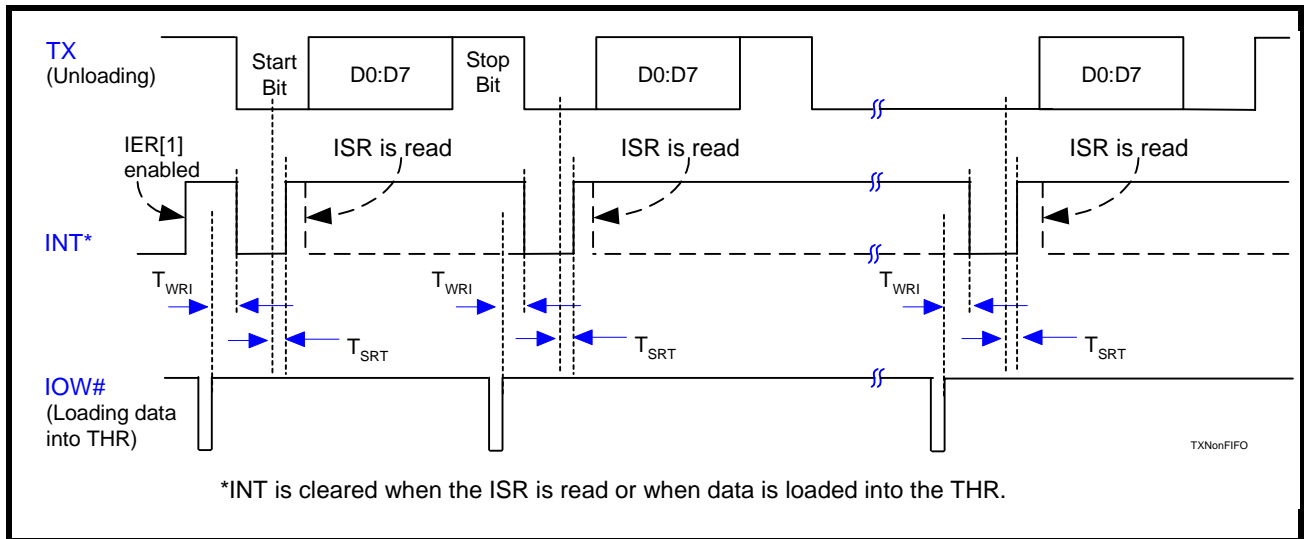 TX
(Unloading)
Start
Bit
D0:D7
Stop
Bit
D0:D7
D0:D7
IER[1]
enabled
ISR is read
ISR is read
ISR is read
INT*
TWRI
TWRI
TWRI
TSRT
TSRT
TSRT
IOW#
(Loading data
into THR)
TXNonFIFO
*INT is cleared when the ISR is read or when data is loaded into the THR.